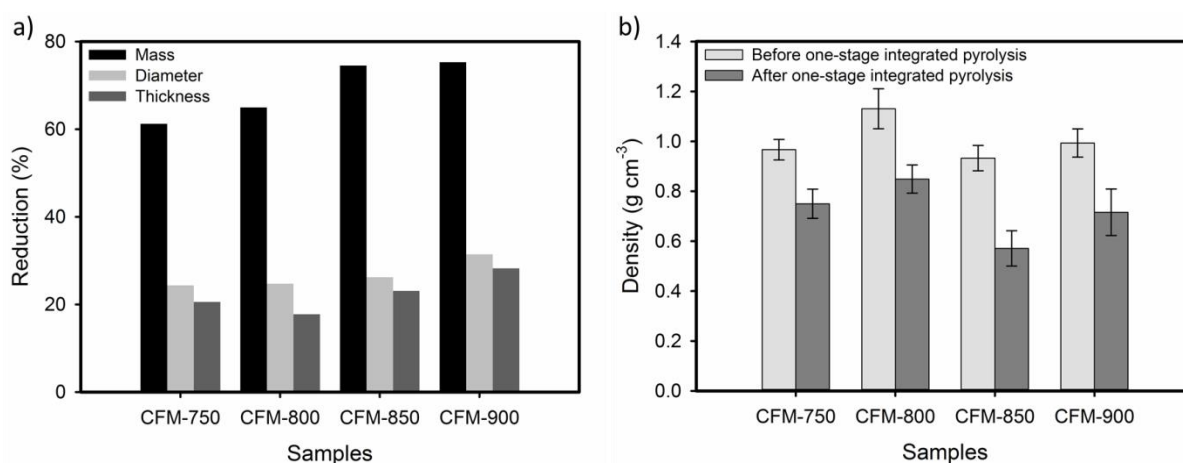 a)
Mass
Diameter
Thickness
Reduction (%)
80
60
40
20
0
CFM-750 CFM-800 CFM-850 CFM-900
Samples
b)
Before one-stage integrated pyrolysis
After one-stage integrated pyrolysis
Density (g cm⁻³)
1.4
1.2
1.0
0.8
0.6
0.4
0.2
0.0
CFM-750 CFM-800 CFM-850 CFM-900
Samples